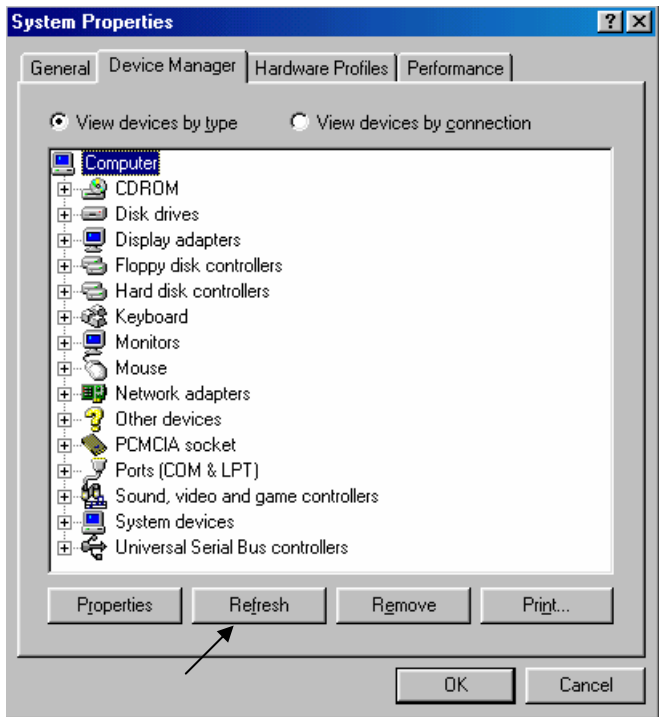 System Properties
General Device Manager Hardware Profiles Performance
View devices by type View devices by connection
Computer
CDROM
Disk drives
Display adapters
Floppy disk controllers
Hard disk controllers
Keyboard
Monitors
Mouse
Network adapters
Other devices
PCMCIA socket
Ports (COM & LPT)
Sound, video and game controllers
System devices
Universal Serial Bus controllers
Properties Refresh Remove Print...
OK Cancel